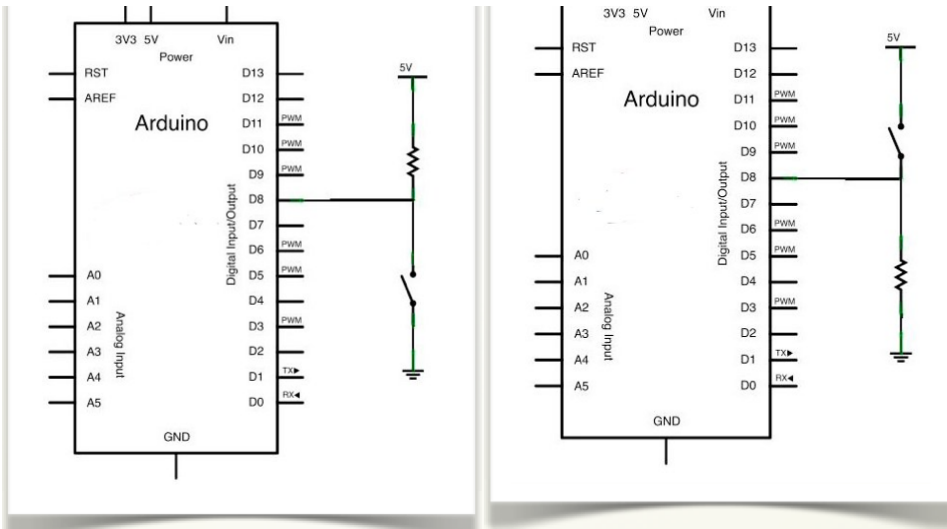 3V3 5V Vin
Power
RST
AREF
Arduino
D13
D12
D11 PWM
D10 PWM
D9 PWM
D8
D7
D6 PWM
D5 PWM
D4
D3 PWM
D2
D1 TX▶
D0 RX◀
Digital Input/Output
A0
A1
A2
A3
A4
A5
Analog Input
GND
5V
3V3 5V Vin
Power
RST
AREF
Arduino
D13
D12
D11 PWM
D10 PWM
D9 PWM
D8
D7
D6 PWM
D5 PWM
D4
D3 PWM
D2
D1 TX▶
D0 RX◀
Digital Input/Output
A0
A1
A2
A3
A4
A5
Analog Input
GND
5V